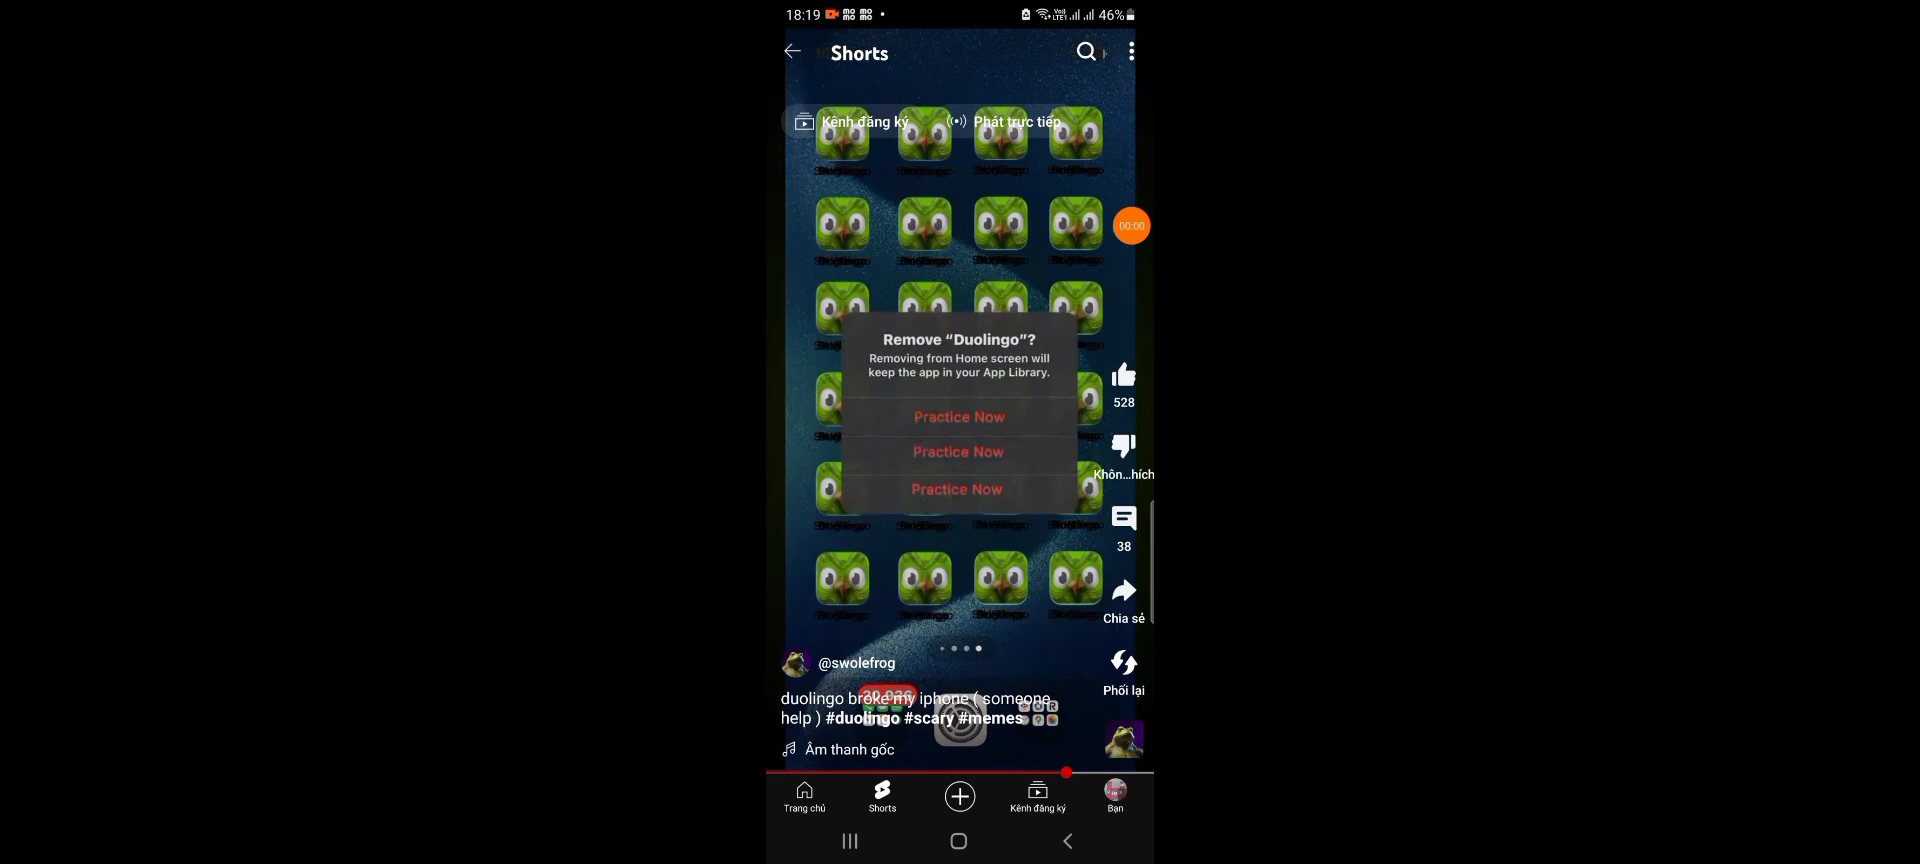 18:19
46%
Shorts
Kênh đăng ký
Phát trực tiếp
00:00
Remove “Duolingo”?
Removing from Home screen will
keep the app in your App Library.
Practice Now
Practice Now
Practice Now
528
Khôn...hích
38
Chia sẻ
@swolefrog
Phối lại
duolingo broke my iphone ( someone
help ) #duolingo #scary #memes
Âm thanh gốc
Trang chủ
Shorts
Kênh đăng ký
Bạn